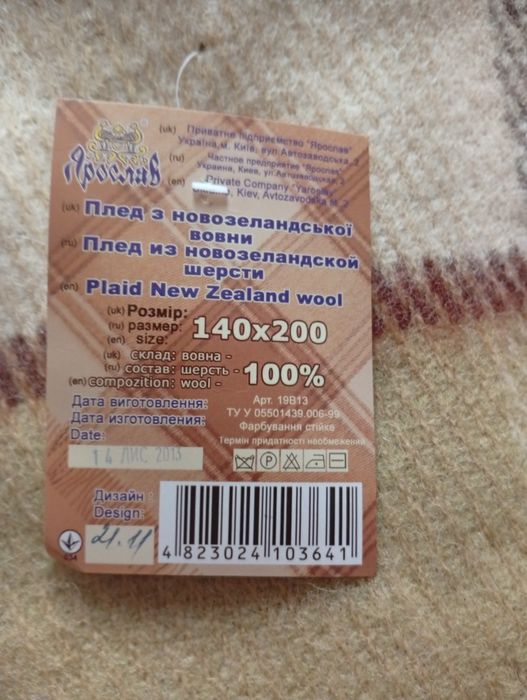 Ярослав
(uk) Приватне підприємство "Ярослав"
Україна, м. Київ, вул. Автозаводська, 2
(ru) Частное предприятие "Ярослав"
Украина, Киев, ул. Автозаводская, 2
(en) Private Company "Yaroslav"
Kiev, Avtozavodska st. 2
(uk) Плед з новозеландської
вовни
(ru) Плед из новозеландской
шерсти
(en) Plaid New Zealand wool
(uk) Розмір:
(ru) размер: 140x200
(en) size:
(uk) склад: вовна -
(ru) состав: шерсть - 100%
(en) compozition: wool -
Дата виготовлення:
Дата изготовления:
Date:
14 ЛИС 2013
Арт. 19В13
ТУ У 05501439.006-99
Фарбування стійке
Термін придатності необмежений
Дизайн :
Design:
21.11
4 823024 103641